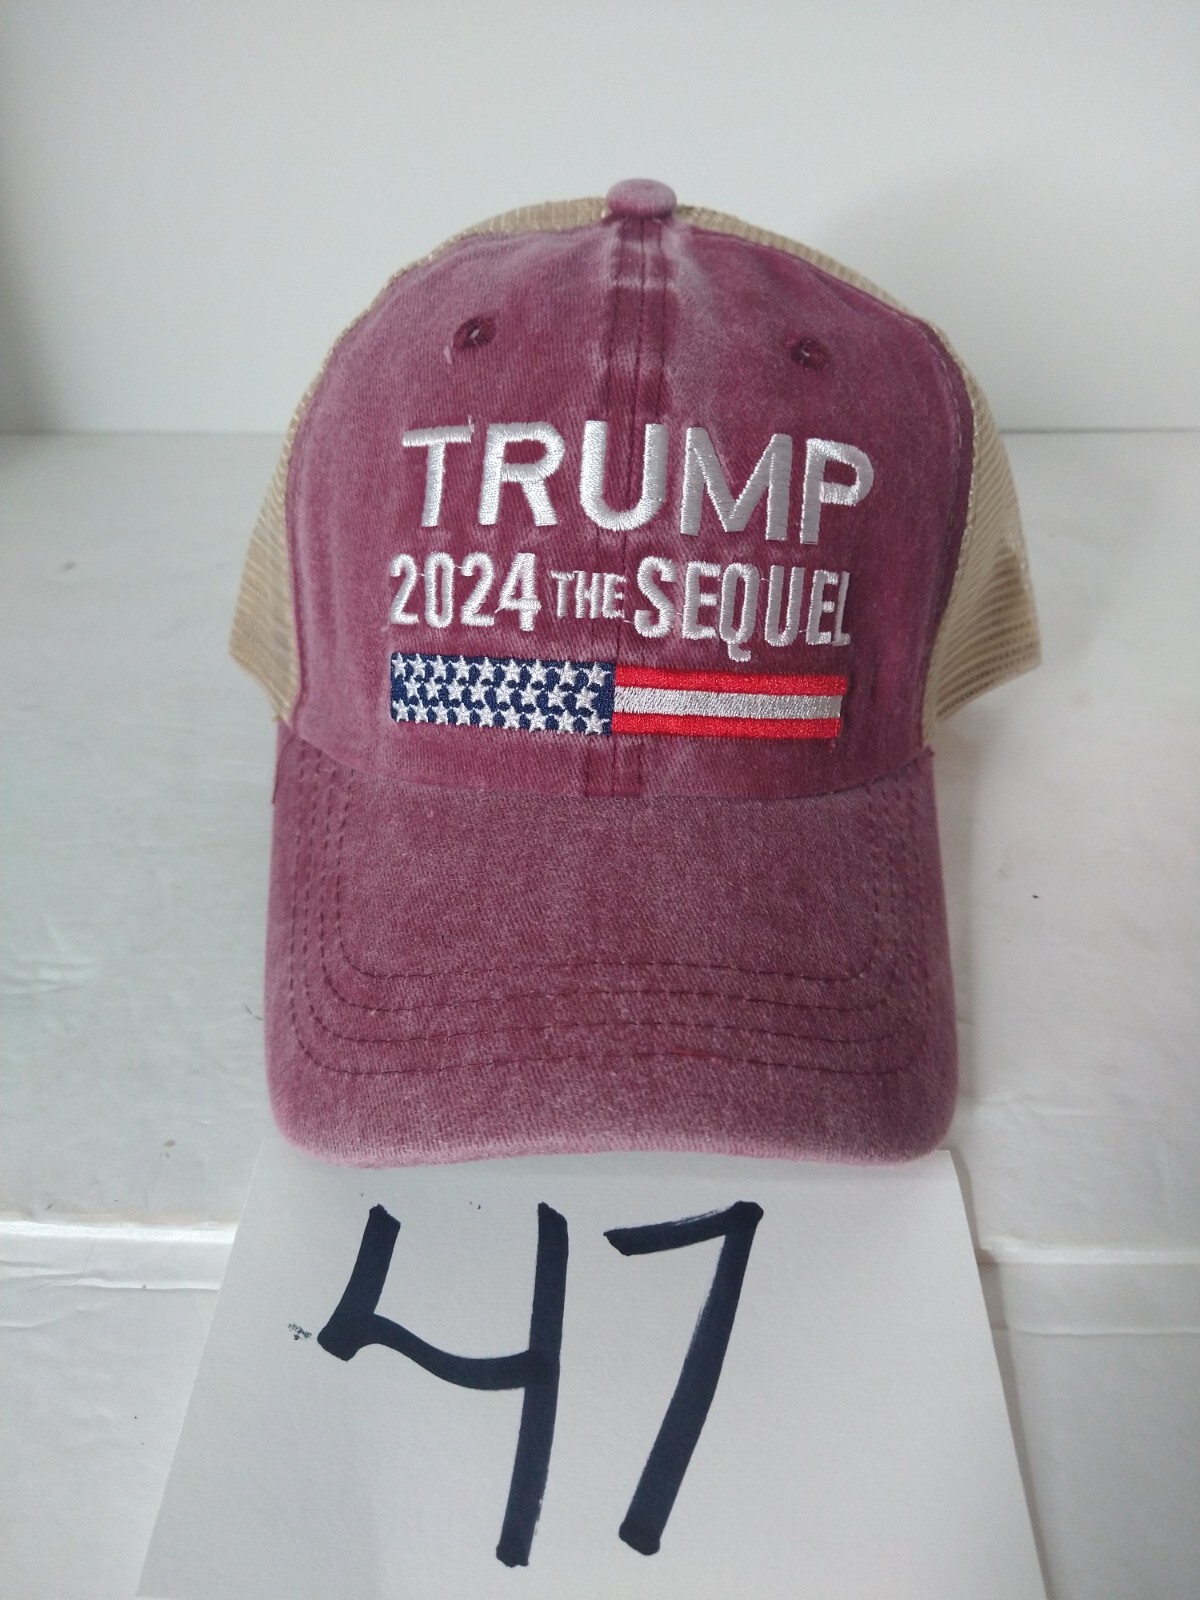 TRUMP
2024 THE SEQUEL
47